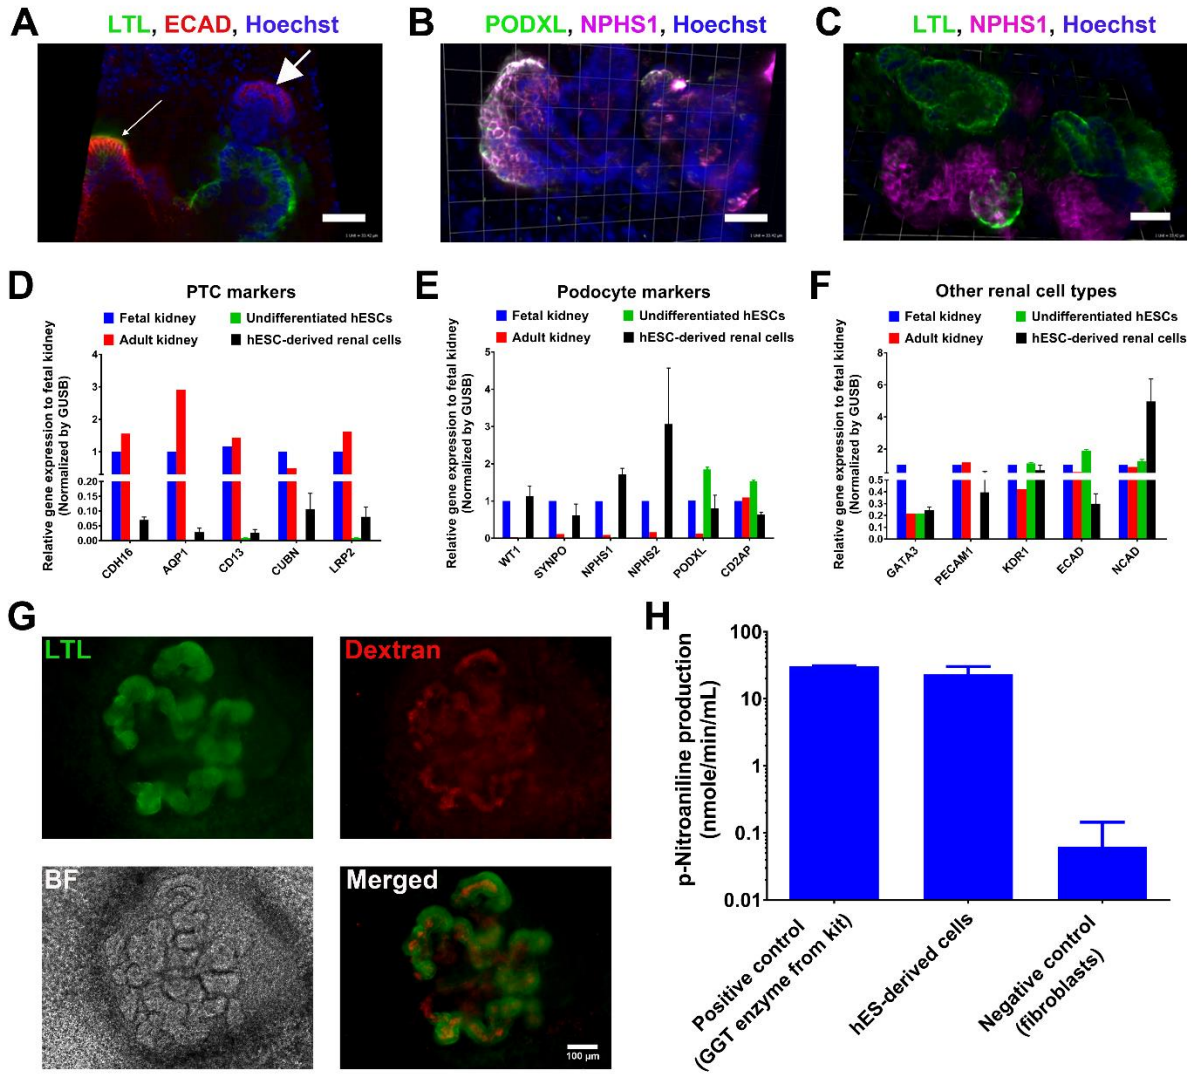 A
LTL, ECAD, Hoechst
B
PODXL, NPHS1, Hoechst
C
LTL, NPHS1, Hoechst
D
PTC markers
Fetal kidney
Undifferentiated hESCs
Adult kidney
hESC-derived renal cells
Relative gene expression to fetal kidney
(Normalized by GUSB)
4
3
2
1
0.20
0.15
0.10
0.05
0.00
CDH16
AQP1
CD13
CUBN
LRP2
E
Podocyte markers
Fetal kidney
Undifferentiated hESCs
Adult kidney
hESC-derived renal cells
Relative gene expression to fetal kidney
(Normalized by GUSB)
5
4
2
1
0
WT1
SYNPO
NPHS1
NPHS2
PODXL
CD2AP
F
Other renal cell types
Fetal kidney
Undifferentiated hESCs
Adult kidney
hESC-derived renal cells
Relative gene expression to fetal kidney
(Normalized by GUSB)
8
6
4
2
0.5
0.4
0.3
0.2
0.1
0.0
GATA3
PECAM1
KDR1
ECAD
NCAD
G
LTL
Dextran
BF
Merged
100 µm
H
p-Nitroaniline production
(nmole/min/mL)
100
10
1
0.1
0.01
Positive control
(GGT enzyme from kit)
hES-derived cells
Negative control
(fibroblasts)